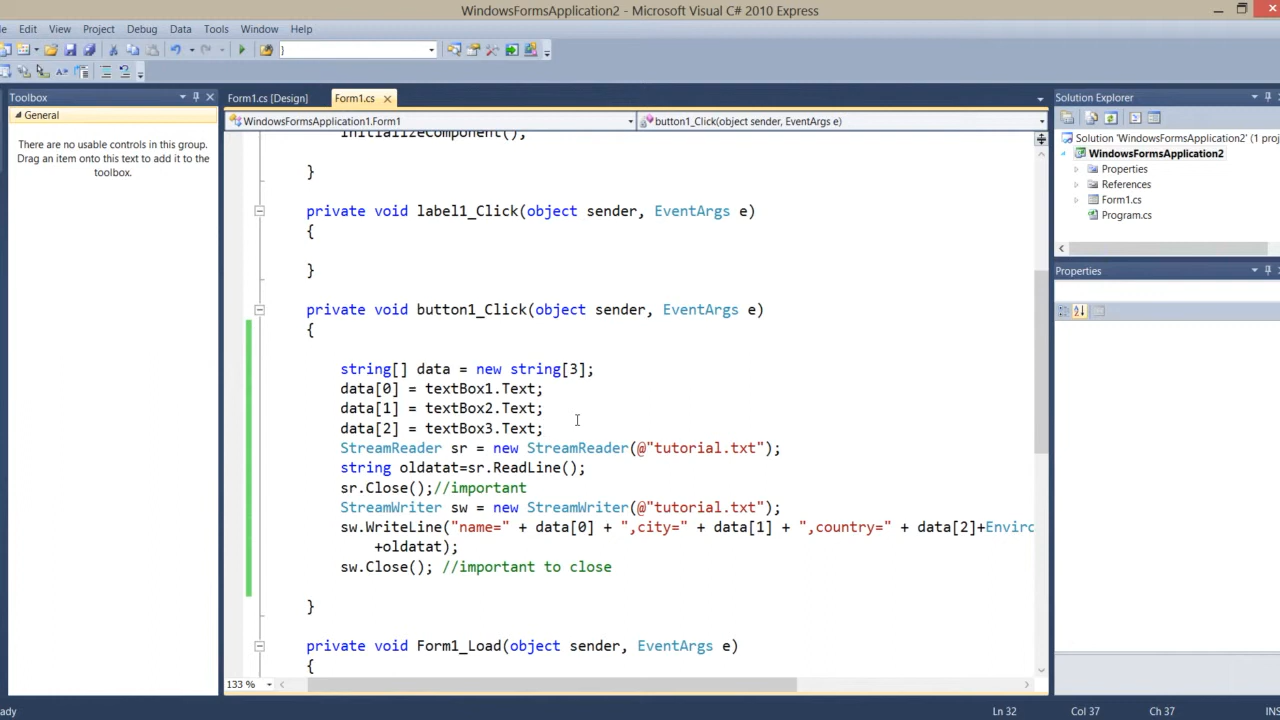 WindowsFormsApplication2 - Microsoft Visual C# 2010 Express
Edit View Project Debug Data Tools Window Help
}
Toolbox
General
There are no usable controls in this group.
Drag an item onto this text to add it to the
toolbox.
Form1.cs [Design] Form1.cs
WindowsFormsApplication1.Form1 button1_Click(object sender, EventArgs e)
InitializeComponent();
}
private void label1_Click(object sender, EventArgs e)
{
}
private void button1_Click(object sender, EventArgs e)
{
string[] data = new string[3];
data[0] = textBox1.Text;
data[1] = textBox2.Text;
data[2] = textBox3.Text;
StreamReader sr = new StreamReader(@"tutorial.txt");
string oldatat=sr.ReadLine();
sr.Close();//important
StreamWriter sw = new StreamWriter(@"tutorial.txt");
sw.WriteLine("name=" + data[0] + ",city=" + data[1] + ",country=" + data[2]+Enviro
+oldatat);
sw.Close(); //important to close
}
private void Form1_Load(object sender, EventArgs e)
{
133 %
Solution Explorer
Solution 'WindowsFormsApplication2' (1 proj
WindowsFormsApplication2
Properties
References
Form1.cs
Program.cs
Properties
ady Ln 32 Col 37 Ch 37 INS